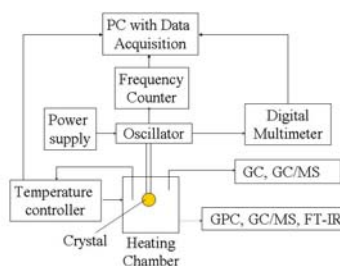 PC with Data
Acquisition
Frequency
Counter
Power
supply
Oscillator
Digital
Multimeter
GC, GC/MS
Temperature
controller
GPC, GC/MS, FT-IR
Crystal
Heating
Chamber